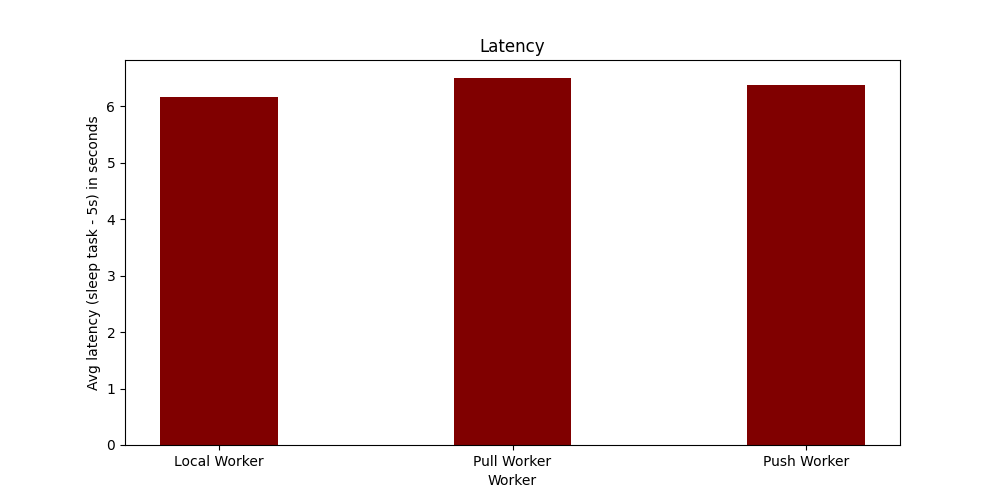 Latency
Avg latency (sleep task - 5s) in seconds
6
5
4
3
2
1
0
Local Worker
Pull Worker
Push Worker
Worker